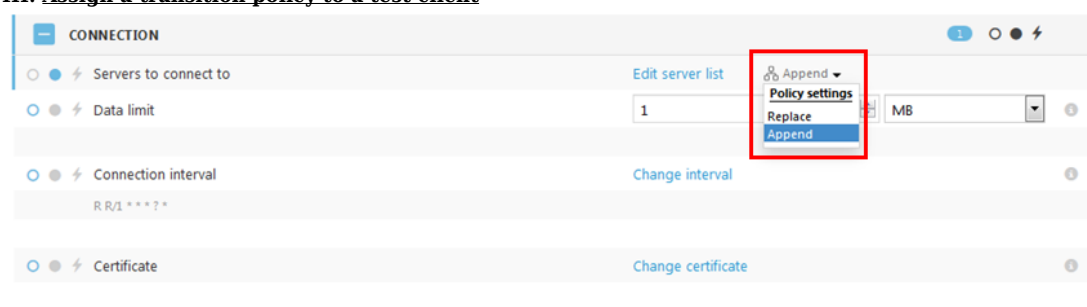 III. Assign a transition policy to a test client
CONNECTION 1
Servers to connect to Edit server list Append
Policy settings
Data limit 1 MB
Replace
Append
Connection interval Change interval
R R/1 * * * ? *
Certificate Change certificate